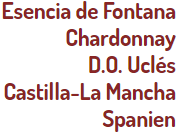 Esencia de Fontana
Chardonnay
D.O. Uclés
Castilla-La Mancha
Spanien